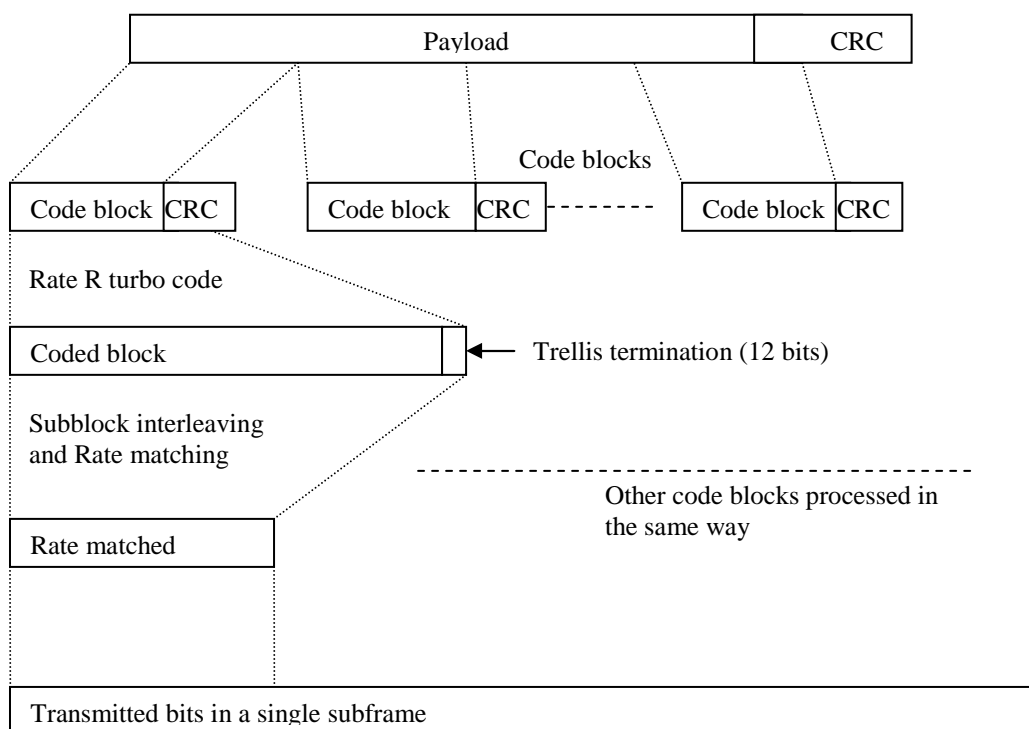 Payload CRC
Code blocks
Code block CRC Code block CRC Code block CRC
Rate R turbo code
Coded block
Trellis termination (12 bits)
Subblock interleaving
and Rate matching
Other code blocks processed in
the same way
Rate matched
Transmitted bits in a single subframe